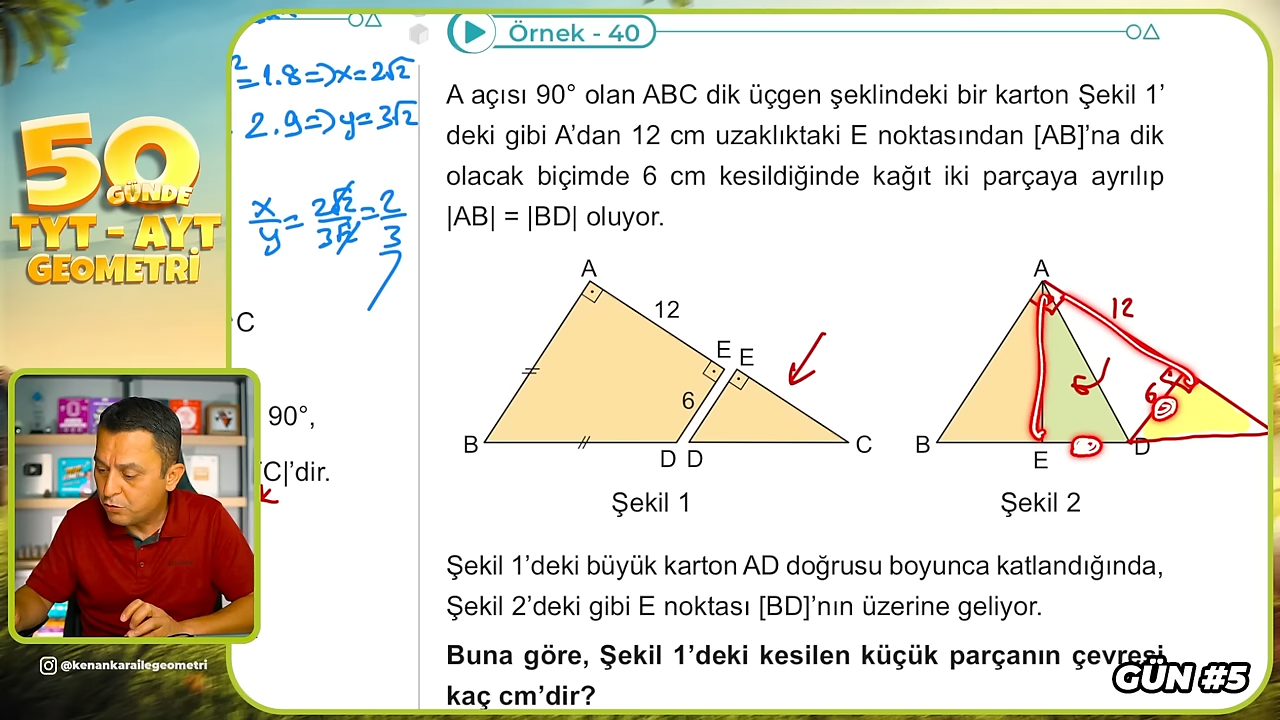 50
GÜNDE
TYT - AYT
GEOMETRİ
@kenankarailegeometri
=1.8=>x=2√2
2.9=>y=3√2
x/y=2√2/3√2=2/3
C
90°,
C|'dir.
Örnek - 40
A açısı 90° olan ABC dik üçgen şeklindeki bir karton Şekil 1'
deki gibi A'dan 12 cm uzaklıktaki E noktasından [AB]'na dik
olacak biçimde 6 cm kesildiğinde kağıt iki parçaya ayrılıp
|AB| = |BD| oluyor.
A
12
E E
6
B
D D
C
Şekil 1
A
12
6
B
E
D
Şekil 2
Şekil 1'deki büyük karton AD doğrusu boyunca katlandığında,
Şekil 2'deki gibi E noktası [BD]'nın üzerine geliyor.
Buna göre, Şekil 1'deki kesilen küçük parçanın çevresi
kaç cm'dir?
GÜN #5